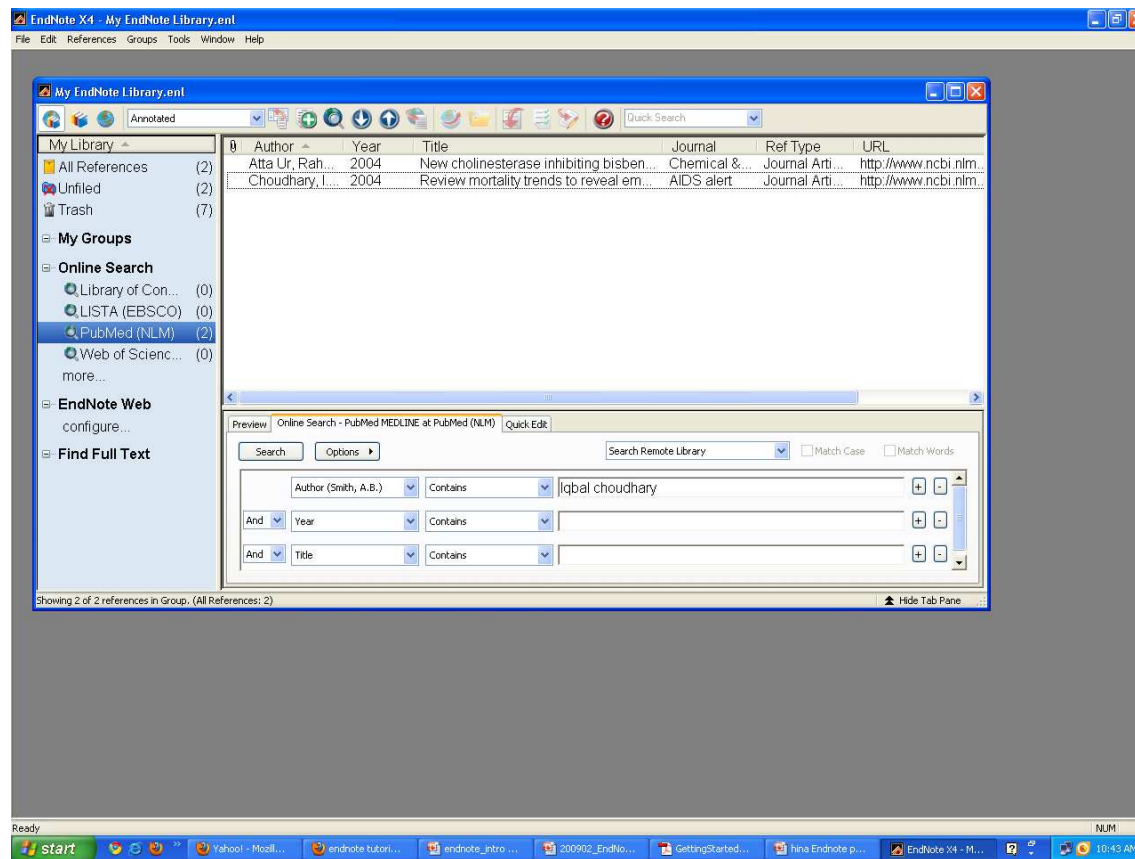 EndNote X4 - My EndNote Library.enl
File Edit References Groups Tools Window Help
My EndNote Library.enl
Annotated
Quick Search
My Library
All References (2)
Unfiled (2)
Trash (7)
My Groups
Online Search
Library of Con... (0)
LISTA (EBSCO) (0)
PubMed (NLM) (2)
Web of Scienc... (0)
more...
EndNote Web
configure...
Find Full Text
Author Year Title Journal Ref Type URL
Atta Ur, Rah... 2004 New cholinesterase inhibiting bisben... Chemical &... Journal Arti... http://www.ncbi.nlm...
Choudhary, I.... 2004 Review mortality trends to reveal em... AIDS alert Journal Arti... http://www.ncbi.nlm...
Preview Online Search - PubMed MEDLINE at PubMed (NLM) Quick Edit
Search Options Search Remote Library Match Case Match Words
Author (Smith, A.B.) Contains Iqbal choudhary + -
And Year Contains + -
And Title Contains + -
Showing 2 of 2 references in Group. (All References: 2) Hide Tab Pane
Ready NUM
start Yahoo! - Mozill... endnote tutori... endnote_intro ... 200902_EndNo... GettingStarted... hina Endnote p... EndNote X4 - M... 10:43 AM